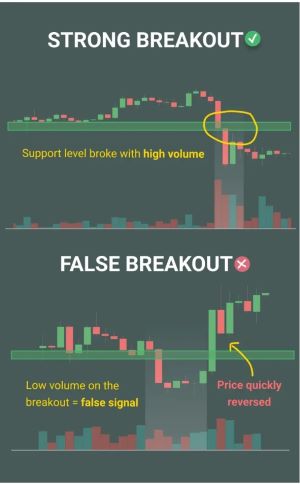 STRONG BREAKOUT
Support level broke with high volume
FALSE BREAKOUT
Low volume on the
breakout = false signal
Price quickly
reversed